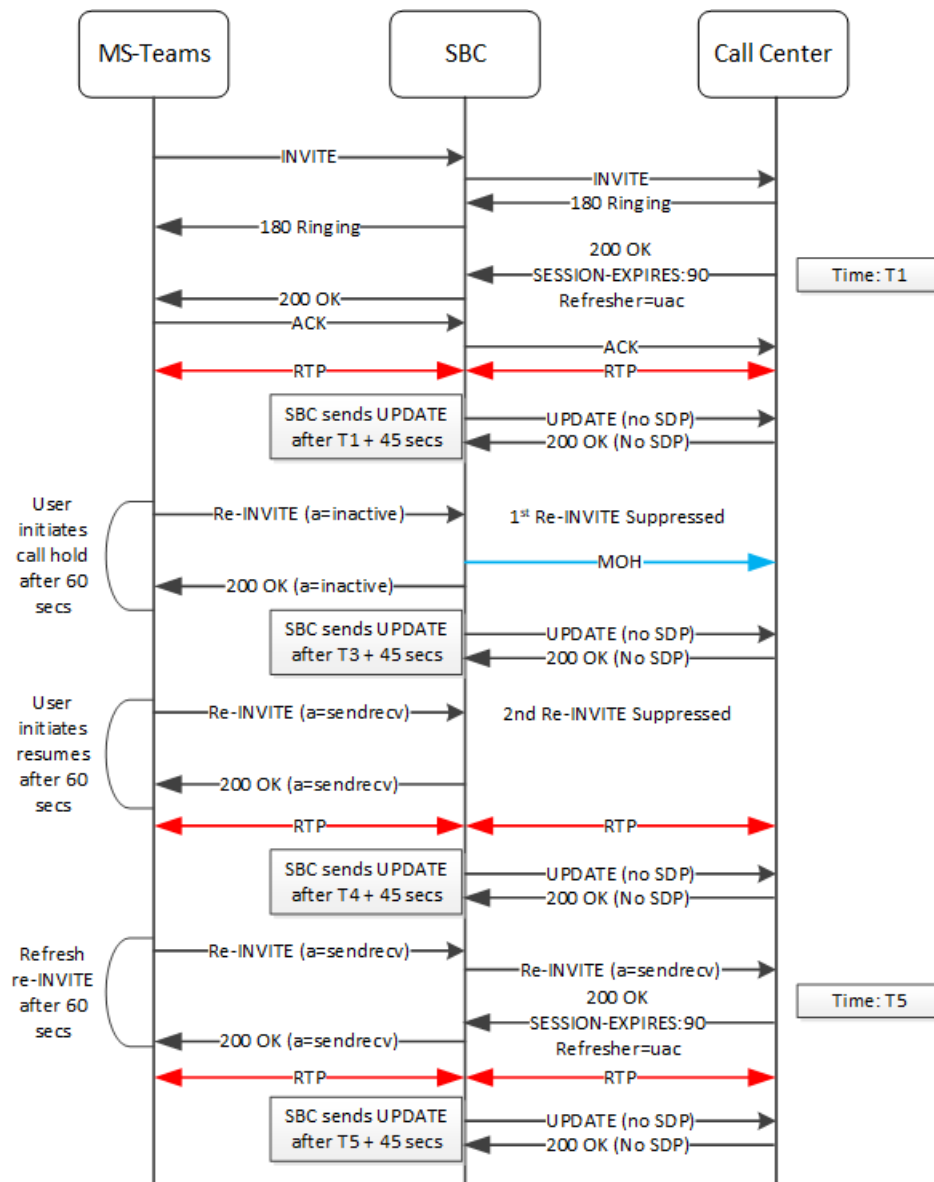 MS-Teams
SBC
Call Center
INVITE
INVITE
180 Ringing
180 Ringing
200 OK
SESSION-EXPIRES:90
Refresher=uac
Time: T1
200 OK
ACK
ACK
RTP
RTP
SBC sends UPDATE
after T1 + 45 secs
UPDATE (no SDP)
200 OK (No SDP)
User
initiates
call hold
after 60
secs
Re-INVITE (a=inactive)
1st Re-INVITE Suppressed
MOH
200 OK (a=inactive)
SBC sends UPDATE
after T3 + 45 secs
UPDATE (no SDP)
200 OK (No SDP)
User
initiates
resumes
after 60
secs
Re-INVITE (a=sendrecv)
2nd Re-INVITE Suppressed
200 OK (a=sendrecv)
RTP
RTP
SBC sends UPDATE
after T4 + 45 secs
UPDATE (no SDP)
200 OK (No SDP)
Refresh
re-INVITE
after 60
secs
Re-INVITE (a=sendrecv)
Re-INVITE (a=sendrecv)
200 OK
SESSION-EXPIRES:90
Refresher=uac
Time: T5
200 OK (a=sendrecv)
RTP
RTP
SBC sends UPDATE
after T5 + 45 secs
UPDATE (no SDP)
200 OK (No SDP)